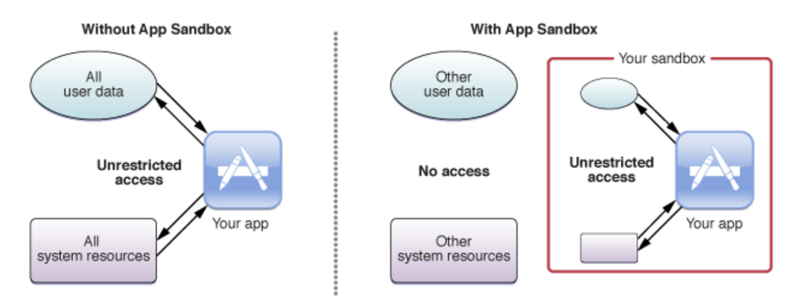 Without App Sandbox
All
user data
Unrestricted
access
Your app
All
system resources
With App Sandbox
Other
user data
No access
Other
system resources
Your sandbox
Unrestricted
access
Your app